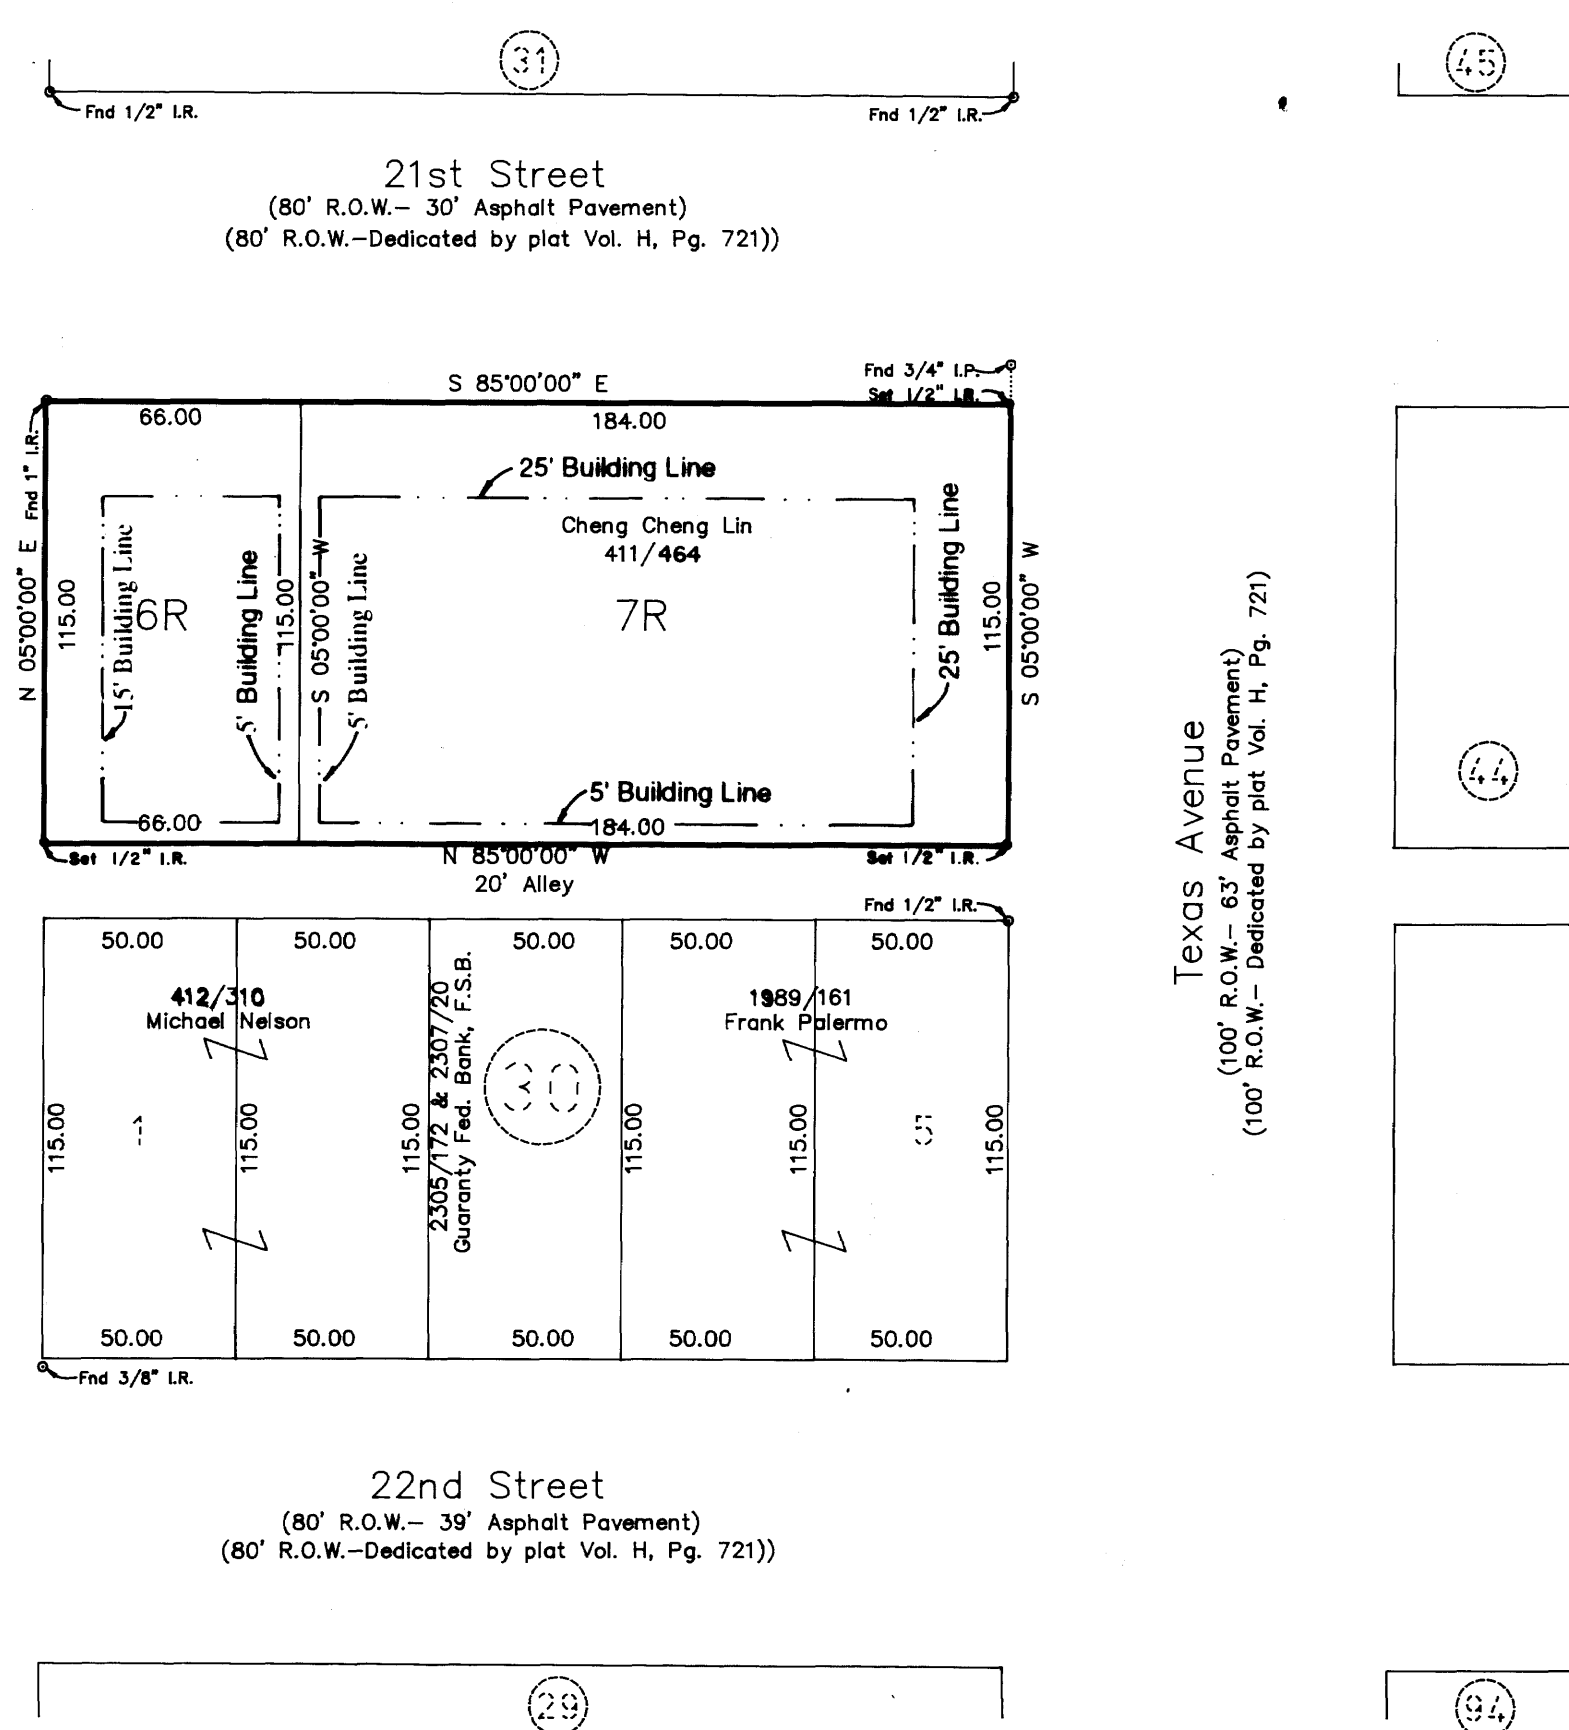 31
45
Fnd 1/2" I.R.
Fnd 1/2" I.R.
21st Street
(80' R.O.W.– 30' Asphalt Pavement)
(80' R.O.W.–Dedicated by plat Vol. H, Pg. 721))
Fnd 3/4" I.P.
S 85°00'00" E
Set 1/2" I.R.
66.00
184.00
Fnd 1" I.R.
N 05°00'00" E
115.00
25' Building Line
Cheng Cheng Lin
411/464
15' Building Line
6R
5' Building Line
115.00
S 05°00'00" W
5' Building Line
7R
25' Building Line
115.00
S 05°00'00" W
5' Building Line
66.00
184.00
Set 1/2" I.R.
N 85°00'00" W
Set 1/2" I.R.
20' Alley
Fnd 1/2" I.R.
Texas Avenue
(100' R.O.W.– 63' Asphalt Pavement)
(100' R.O.W.– Dedicated by plat Vol. H, Pg. 721)
44
50.00
50.00
50.00
50.00
50.00
412/310
Michael Nelson
2305/172 & 2307/20
Guaranty Fed. Bank, F.S.B.
1989/161
Frank Palermo
30
115.00
1
115.00
115.00
115.00
115.00
5
115.00
50.00
50.00
50.00
50.00
50.00
Fnd 3/8" I.R.
22nd Street
(80' R.O.W.– 39' Asphalt Pavement)
(80' R.O.W.–Dedicated by plat Vol. H, Pg. 721))
29
94